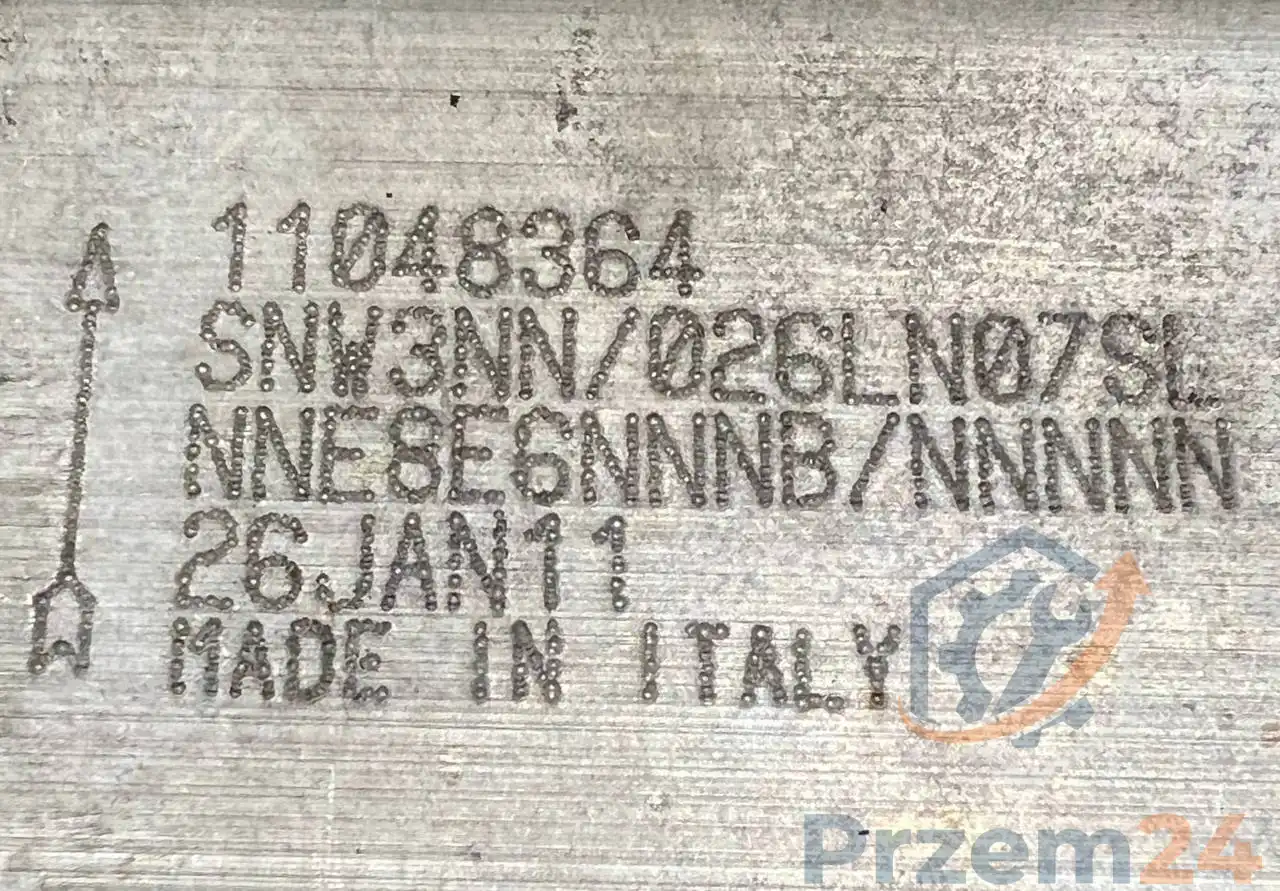 11048364
SNW3NN/026LN07SL
NNE8E6NNNB/NNNNN
26JAN11
MADE IN ITALY
Przem24